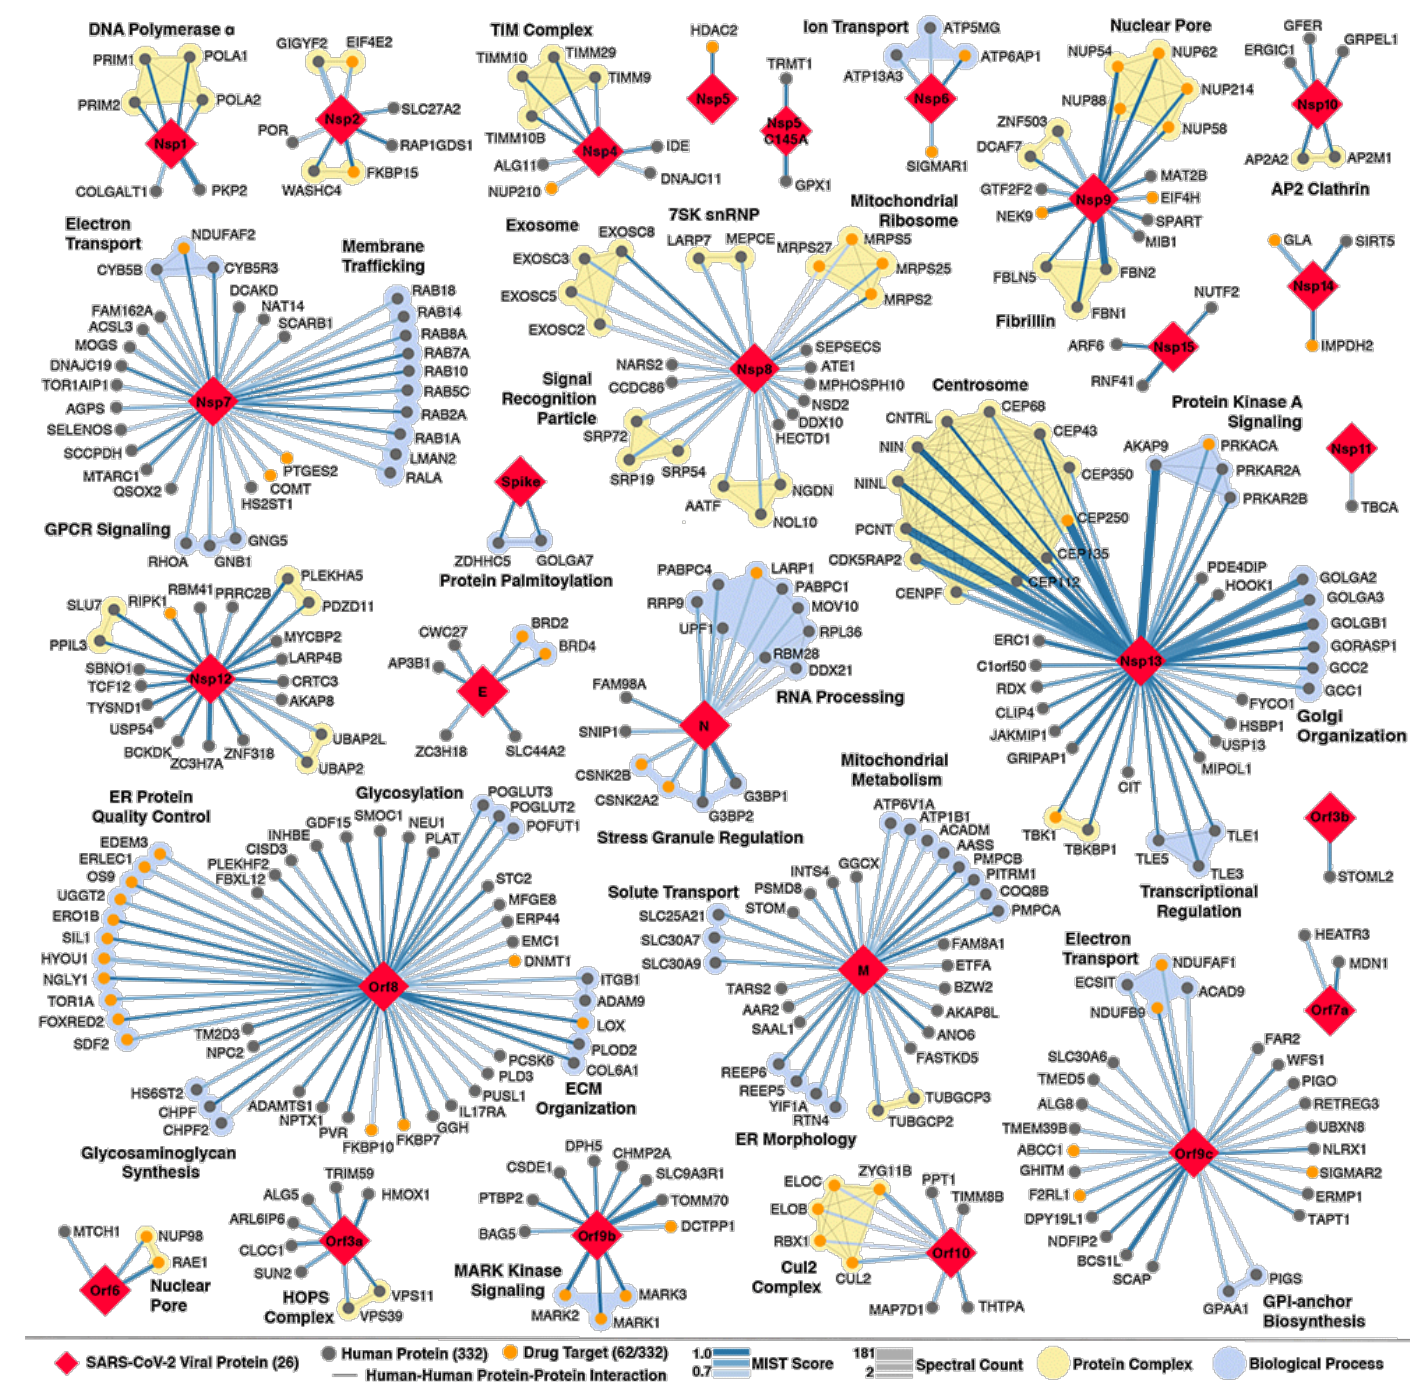 DNA Polymerase α
PRIM1
POLA1
PRIM2
POLA2
Nsp1
COLGALT1
PKP2
GIGYF2
EIF4E2
Nsp2
SLC27A2
POR
RAP1GDS1
WASHC4
FKBP15
TIM Complex
TIMM10
TIMM29
TIMM9
TIMM10B
Nsp4
IDE
ALG11
DNAJC11
NUP210
HDAC2
Nsp5
TRMT1
Nsp5
C145A
GPX1
Ion Transport
ATP5MG
ATP6AP1
ATP13A3
Nsp6
SIGMAR1
Nuclear Pore
NUP54
NUP62
NUP88
NUP214
NUP58
ZNF503
DCAF7
GTF2F2
NEK9
Nsp9
MAT2B
EIF4H
SPART
MIB1
FBLN5
FBN2
FBN1
Fibrillin
GFER
ERGIC1
GRPEL1
Nsp10
AP2A2
AP2M1
AP2 Clathrin
Electron
Transport
NDUFAF2
CYB5B
CYB5R3
Membrane
Trafficking
DCAKD
NAT14
SCARB1
FAM162A
ACSL3
MOGS
DNAJC19
TOR1AIP1
AGPS
SELENOS
SCCPDH
MTARC1
QSOX2
Nsp7
RAB18
RAB14
RAB8A
RAB7A
RAB10
RAB5C
RAB2A
RAB1A
LMAN2
RALA
PTGES2
COMT
HS2ST1
GPCR Signaling
RHOA
GNB1
GNG5
Exosome
EXOSC8
EXOSC3
EXOSC5
EXOSC2
7SK snRNP
LARP7
MEPCE
Mitochondrial
Ribosome
MRPS27
MRPS5
MRPS25
MRPS2
Nsp8
NARS2
CCDC86
SEPSECS
ATE1
MPHOSPH10
NSD2
DDX10
HECTD1
Signal
Recognition
Particle
SRP72
SRP19
SRP54
AATF
NGDN
NOL10
GLA
SIRT5
Nsp14
IMPDH2
NUTF2
ARF6
Nsp15
RNF41
Spike
ZDHHC5
GOLGA7
Protein Palmitoylation
Centrosome
CNTRL
CEP68
CEP43
NIN
CEP350
NINL
CEP250
PCNT
CEP135
CDK5RAP2
CEP112
CENPF
Protein Kinase A
Signaling
AKAP9
PRKACA
PRKAR2A
PRKAR2B
PDE4DIP
HOOK1
GOLGA2
GOLGA3
GOLGB1
GORASP1
GCC2
GCC1
Golgi
Organization
Nsp13
ERC1
C1orf50
RDX
CLIP4
JAKMIP1
GRIPAP1
FYCO1
HSBP1
USP13
MIPOL1
CIT
TBK1
TBKBP1
TLE5
TLE1
TLE3
Transcriptional
Regulation
Nsp11
TBCA
SLU7
RIPK1
RBM41
PRRC2B
PLEKHA5
PDZD11
PPIL3
Nsp12
MYCBP2
LARP4B
CRTC3
AKAP8
SBNO1
TCF12
TYSND1
USP54
BCKDK
ZC3H7A
ZNF318
UBAP2L
UBAP2
CWC27
AP3B1
BRD2
BRD4
E
ZC3H18
SLC44A2
PABPC4
LARP1
RRP9
PABPC1
MOV10
UPF1
RPL36
RBM28
DDX21
RNA Processing
FAM98A
SNIP1
N
CSNK2B
CSNK2A2
G3BP1
G3BP2
Stress Granule Regulation
ER Protein
Quality Control
EDEM3
ERLEC1
OS9
UGGT2
ERO1B
SIL1
HYOU1
NGLY1
TOR1A
FOXRED2
SDF2
Glycosylation
POGLUT3
POGLUT2
POFUT1
SMOC1
GDF15
NEU1
INHBE
PLAT
CISD3
PLEKHF2
FBXL12
STC2
MFGE8
ERP44
EMC1
DNMT1
Orf8
ITGB1
ADAM9
LOX
PLOD2
COL6A1
ECM
Organization
TM2D3
NPC2
HS6ST2
CHPF
CHPF2
Glycosaminoglycan
Synthesis
ADAMTS1
NPTX1
PVR
FKBP10
FKBP7
GGH
IL17RA
PUSL1
PLD3
PCSK6
Mitochondrial
Metabolism
ATP6V1A
ATP1B1
ACADM
AASS
PMPCB
PITRM1
COQ8B
PMPCA
GGCX
INTS4
PSMD8
STOM
Solute Transport
SLC25A21
SLC30A7
SLC30A9
M
FAM8A1
ETFA
BZW2
AKAP8L
ANO6
FASTKD5
TARS2
AAR2
SAAL1
REEP6
REEP5
YIF1A
RTN4
ER Morphology
TUBGCP3
TUBGCP2
Orf3b
STOML2
HEATR3
MDN1
Orf7a
Electron
Transport
NDUFAF1
ECSIT
ACAD9
NDUFB9
FAR2
WFS1
PIGO
RETREG3
UBXN8
NLRX1
SIGMAR2
ERMP1
TAPT1
SLC30A6
TMED5
ALG8
TMEM39B
ABCC1
GHITM
F2RL1
DPY19L1
NDFIP2
BCS1L
SCAP
Orf9c
PIGS
GPAA1
GPI-anchor
Biosynthesis
MTCH1
NUP98
RAE1
Orf6
Nuclear
Pore
TRIM59
ALG5
HMOX1
ARL6IP6
Orf3a
CLCC1
SUN2
HOPS
Complex
VPS11
VPS39
DPH5
CSDE1
CHMP2A
SLC9A3R1
PTBP2
TOMM70
BAG5
DCTPP1
Orf9b
MARK Kinase
Signaling
MARK2
MARK3
MARK1
ELOC
ZYG11B
ELOB
RBX1
CUL2
Cul2
Complex
PPT1
TIMM8B
Orf10
MAP7D1
THTPA
SARS-CoV-2 Viral Protein (26)
Human Protein (332)
Drug Target (62/332)
Human-Human Protein-Protein Interaction
1.0
0.7
MIST Score
181
2
Spectral Count
Protein Complex
Biological Process